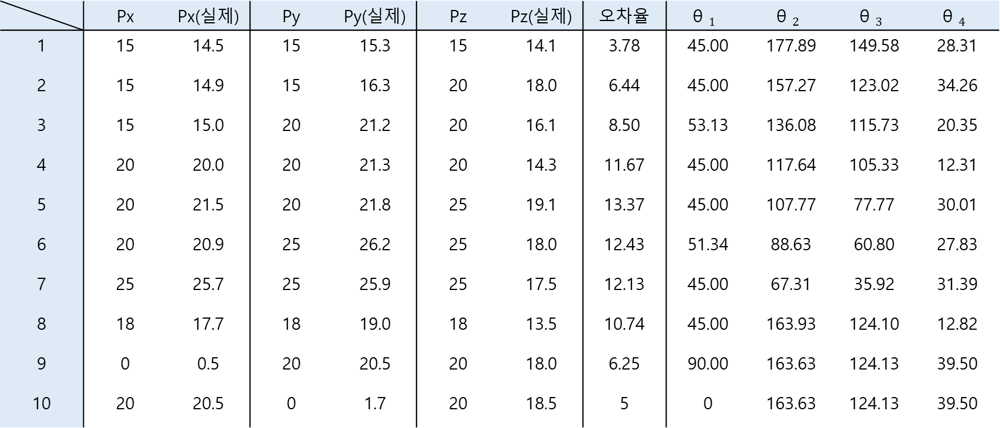 Px Px(실제) Py Py(실제) Pz Pz(실제) 오차율 θ 1 θ 2 θ 3 θ 4
1 15 14.5 15 15.3 15 14.1 3.78 45.00 177.89 149.58 28.31
2 15 14.9 15 16.3 20 18.0 6.44 45.00 157.27 123.02 34.26
3 15 15.0 20 21.2 20 16.1 8.50 53.13 136.08 115.73 20.35
4 20 20.0 20 21.3 20 14.3 11.67 45.00 117.64 105.33 12.31
5 20 21.5 20 21.8 25 19.1 13.37 45.00 107.77 77.77 30.01
6 20 20.9 25 26.2 25 18.0 12.43 51.34 88.63 60.80 27.83
7 25 25.7 25 25.9 25 17.5 12.13 45.00 67.31 35.92 31.39
8 18 17.7 18 19.0 18 13.5 10.74 45.00 163.93 124.10 12.82
9 0 0.5 20 20.5 20 18.0 6.25 90.00 163.63 124.13 39.50
10 20 20.5 0 1.7 20 18.5 5 0 163.63 124.13 39.50